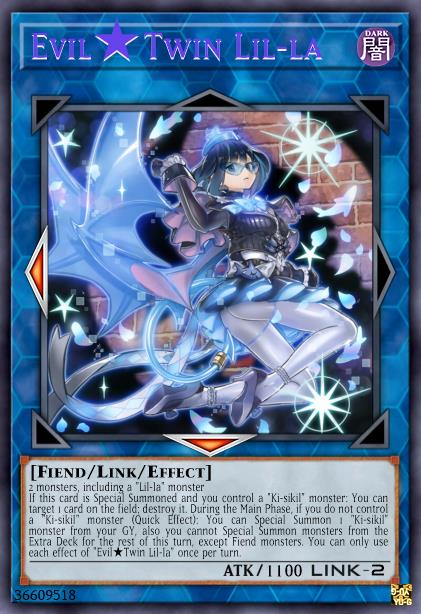 Evil★Twin Lil-la
DARK
闇
[Fiend/Link/Effect]
2 monsters, including a "Lil-la" monster
If this card is Special Summoned and you control a "Ki-sikil" monster: You can
target 1 card on the field; destroy it. During the Main Phase, if you do not control
a "Ki-sikil" monster (Quick Effect): You can Special Summon 1 "Ki-sikil"
monster from your GY, also you cannot Special Summon monsters from the
Extra Deck for the rest of this turn, except Fiend monsters. You can only use
each effect of "Evil★Twin Lil-la" once per turn.
ATK/1100 LINK-2
36609518